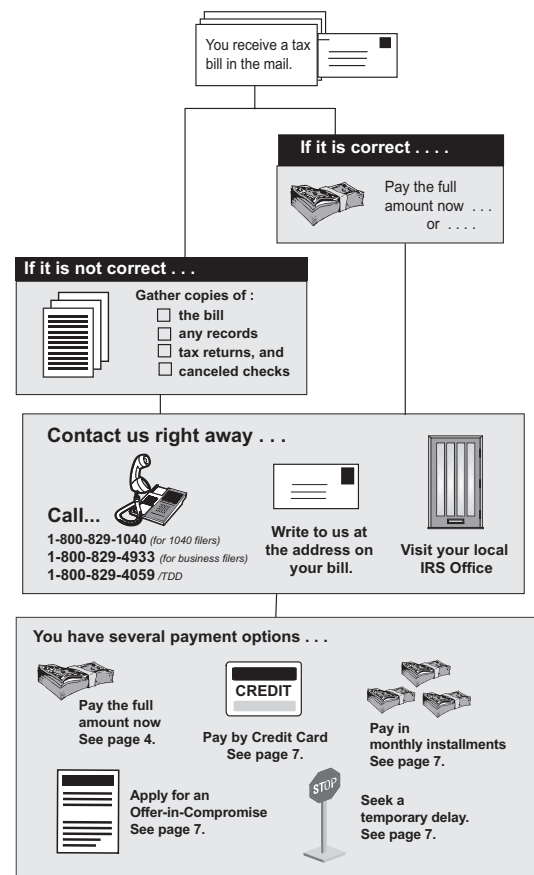 You receive a tax
bill in the mail.
If it is correct . . . .
Pay the full
amount now . . .
or . . . .
If it is not correct . . .
Gather copies of :
the bill
any records
tax returns, and
canceled checks
Contact us right away . . .
Call...
1-800-829-1040 (for 1040 filers)
1-800-829-4933 (for business filers)
1-800-829-4059 /TDD
Write to us at
the address on
your bill.
Visit your local
IRS Office
You have several payment options . . .
Pay the full
amount now
See page 4.
CREDIT
Pay by Credit Card
See page 7.
Pay in
monthly installments
See page 7.
Apply for an
Offer-in-Compromise
See page 7.
STOP
Seek a
temporary delay.
See page 7.